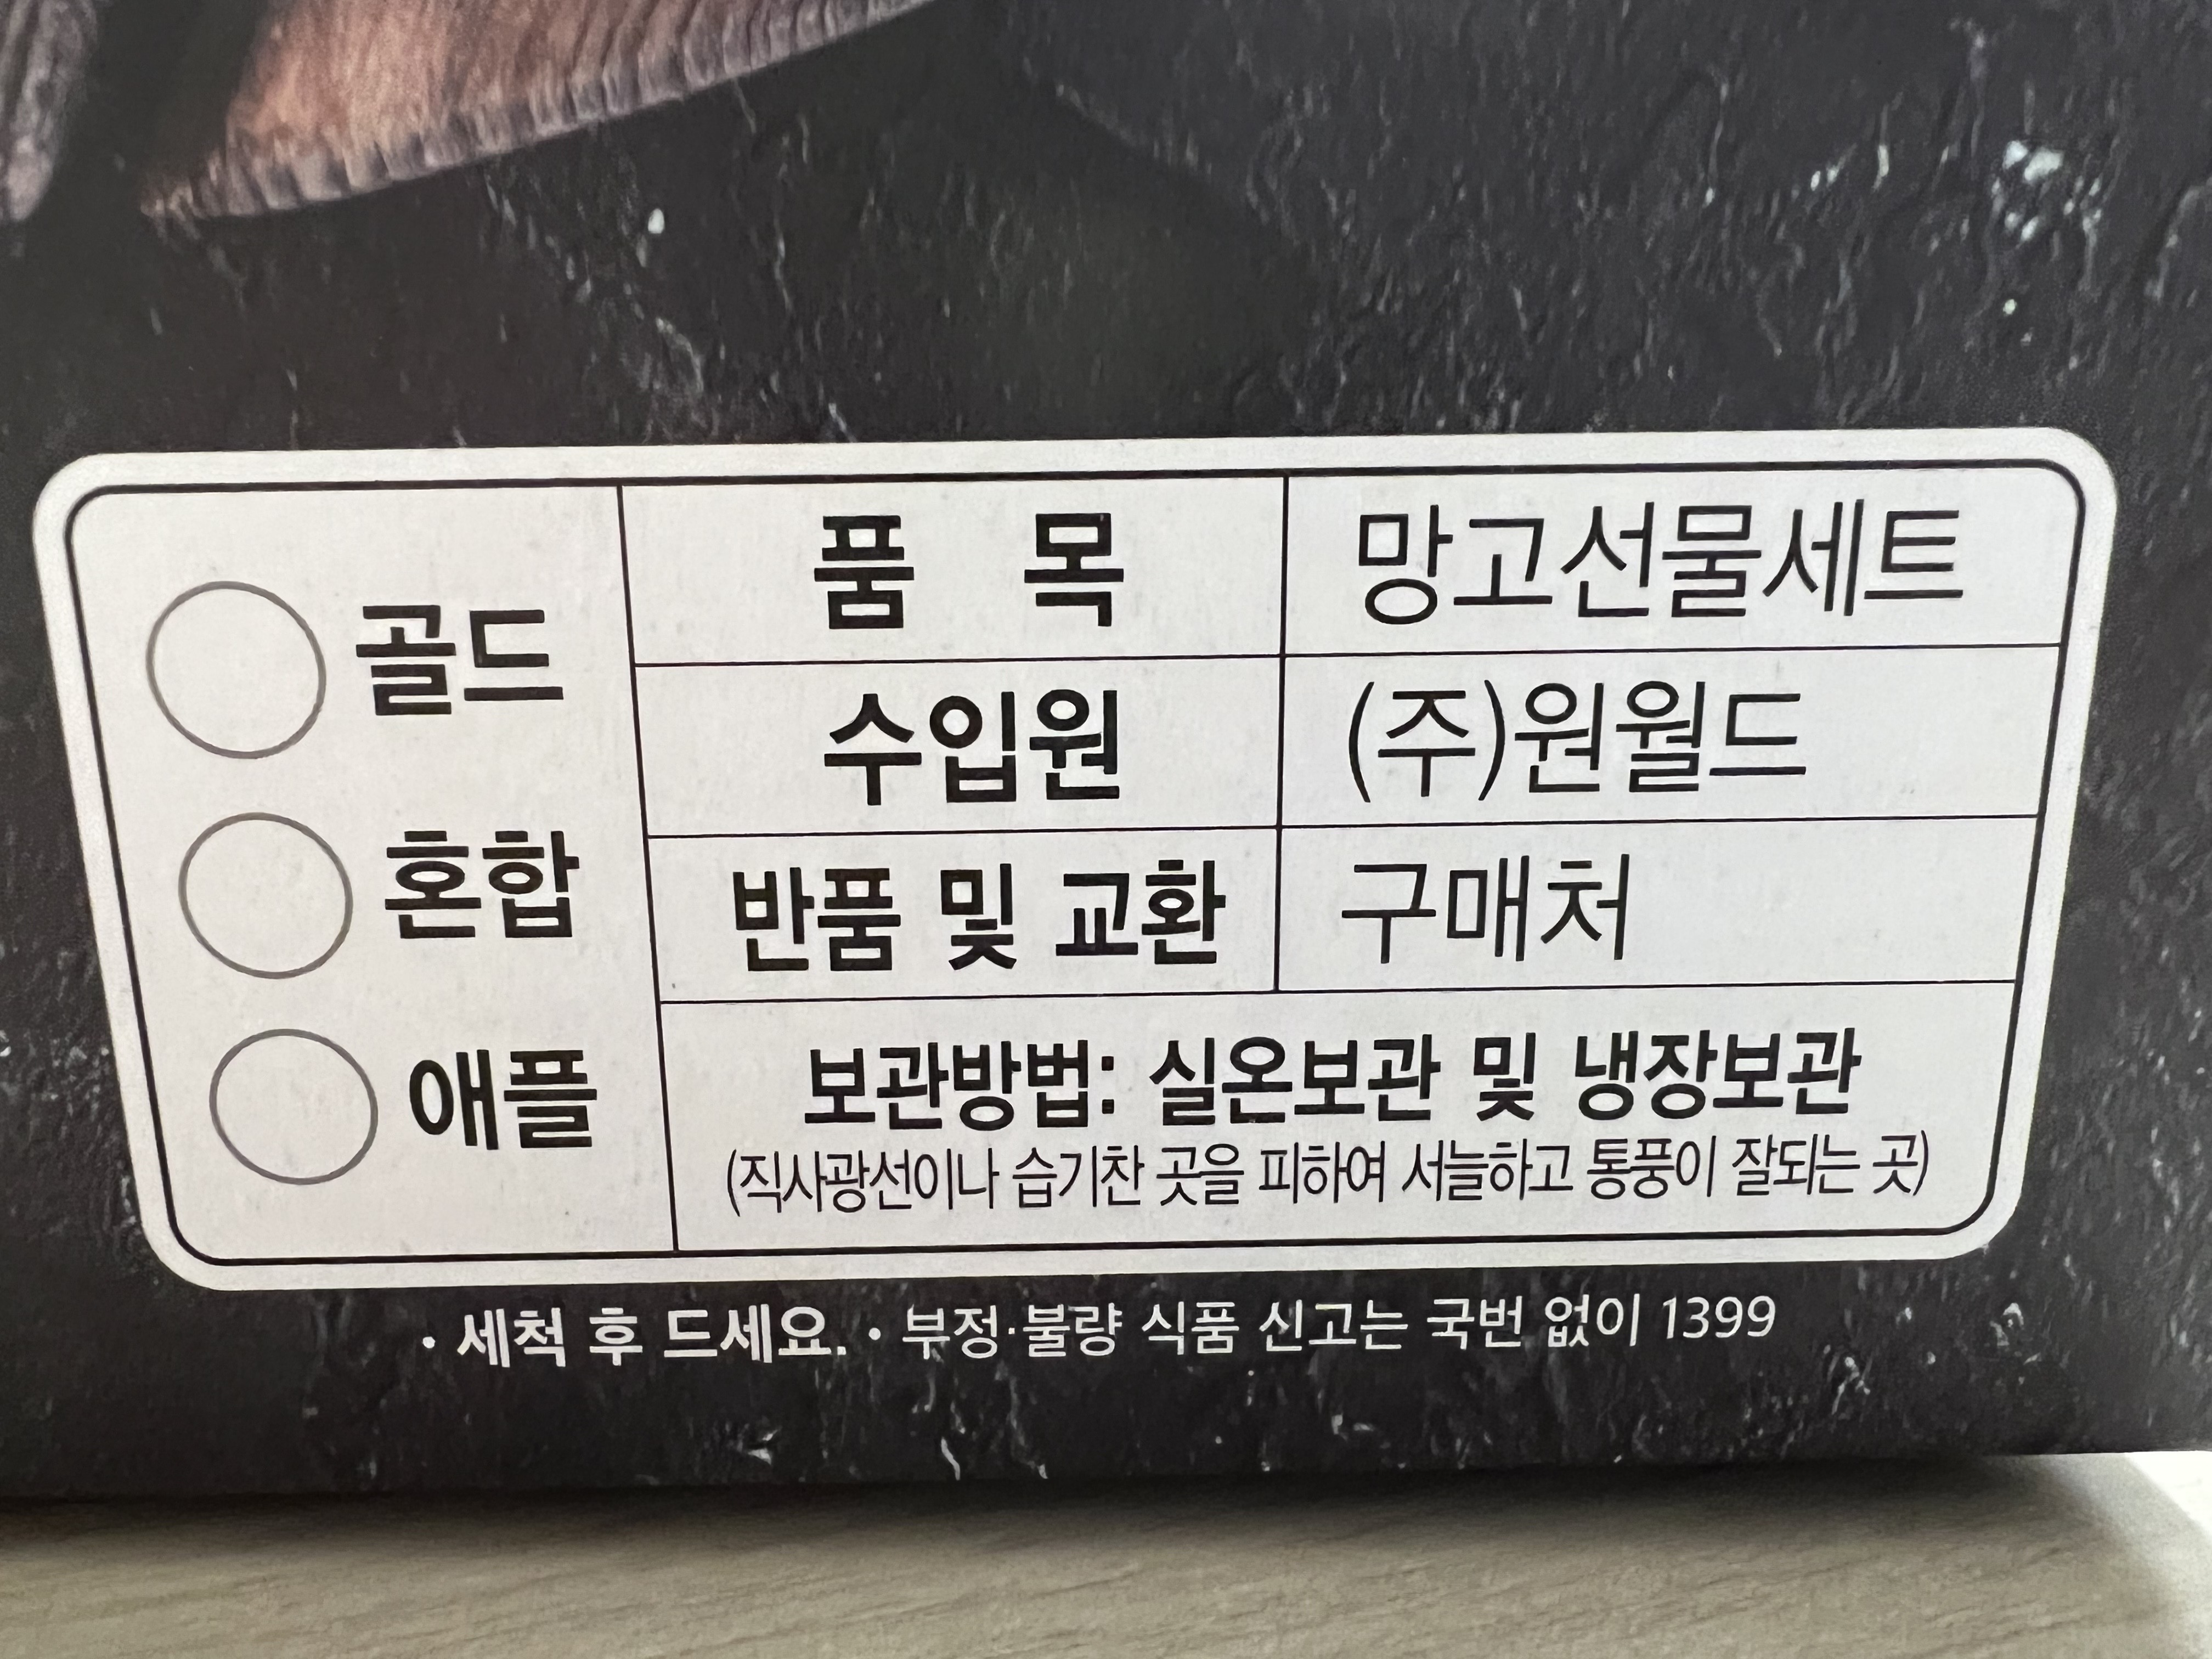 골드
혼합
애플
품 목 망고선물세트
수입원 (주)원월드
반품 및 교환 구매처
보관방법: 실온보관 및 냉장보관
(직사광선이나 습기찬 곳을 피하여 서늘하고 통풍이 잘되는 곳)
· 세척 후 드세요. · 부정·불량 식품 신고는 국번 없이 1399